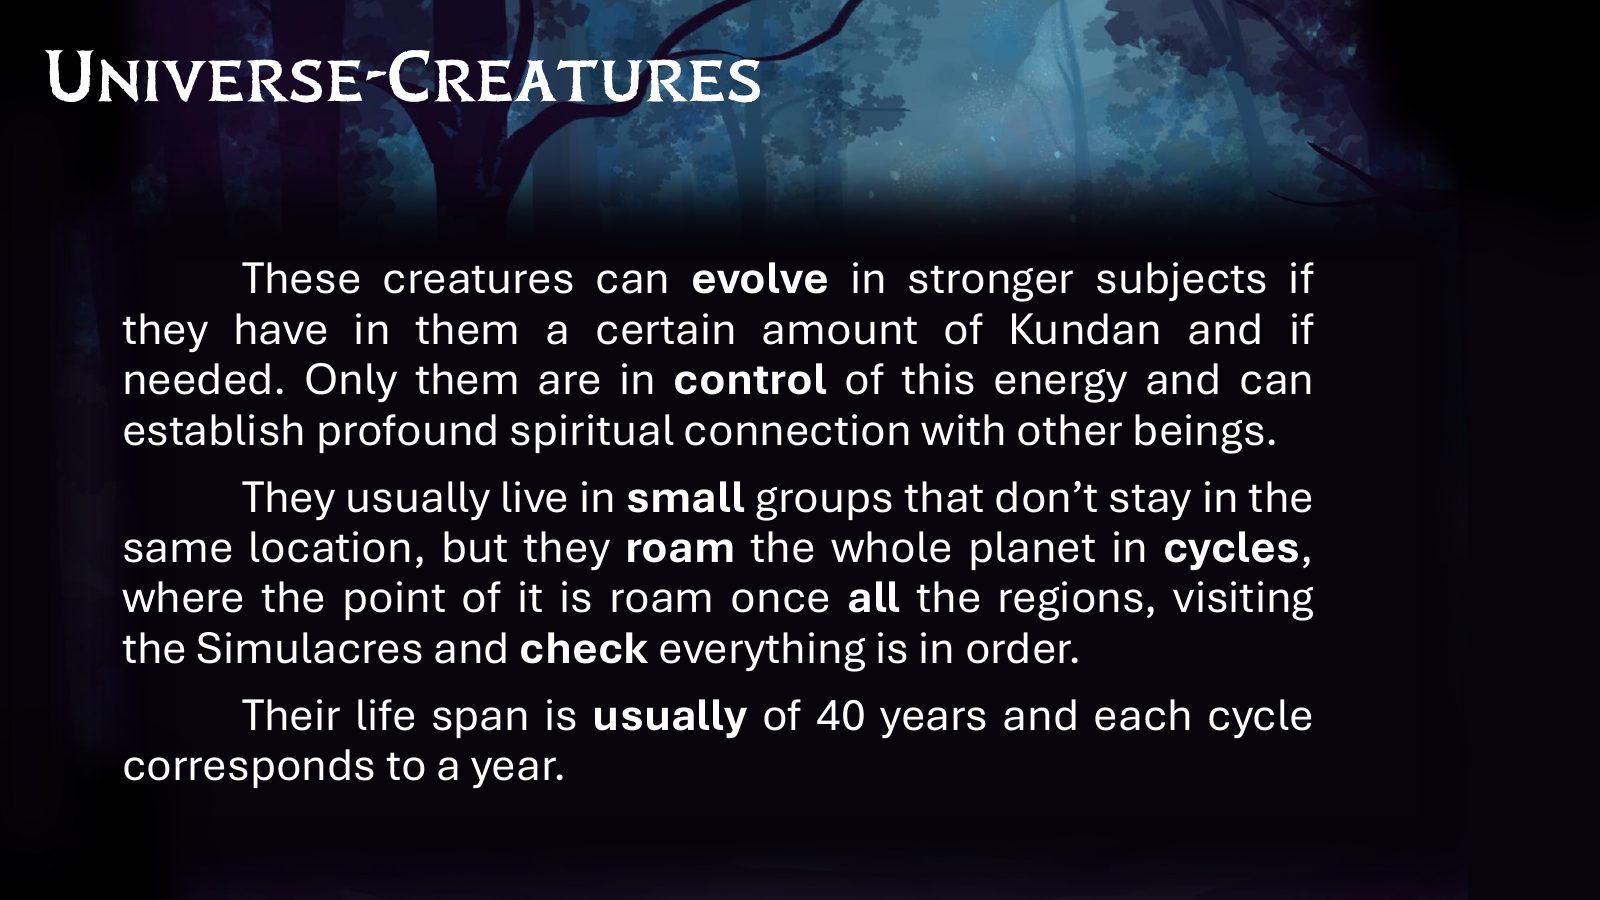 Universe-Creatures
These creatures can evolve in stronger subjects if
they have in them a certain amount of Kundan and if
needed. Only them are in control of this energy and can
establish profound spiritual connection with other beings.
They usually live in small groups that don’t stay in the
same location, but they roam the whole planet in cycles,
where the point of it is roam once all the regions, visiting
the Simulacres and check everything is in order.
Their life span is usually of 40 years and each cycle
corresponds to a year.